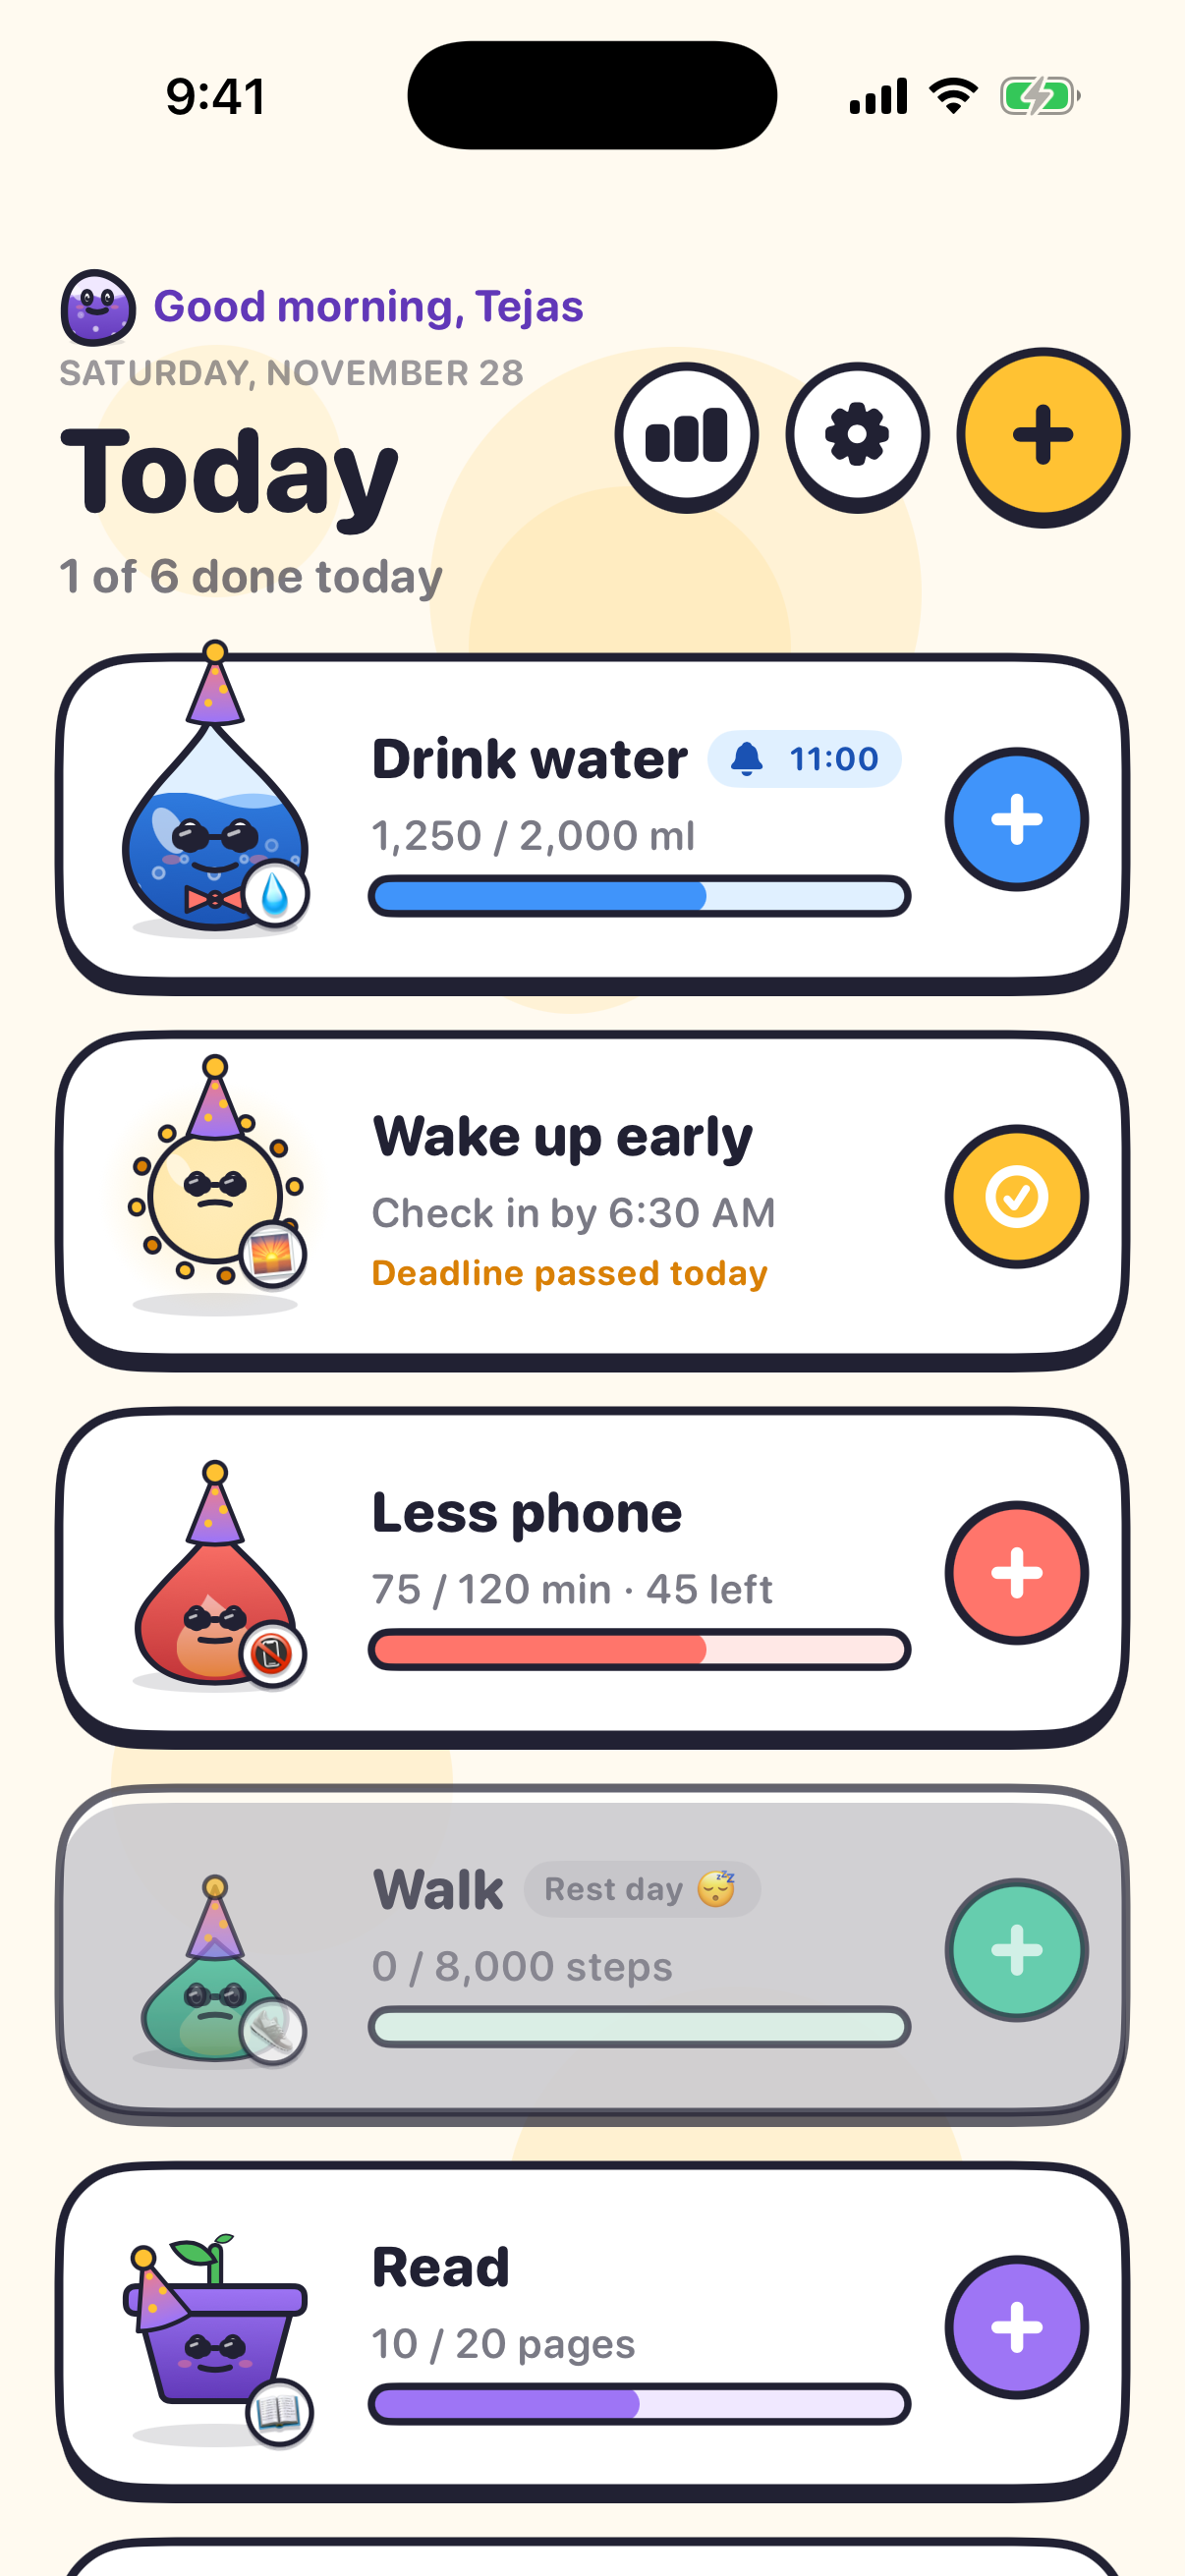 9:41
Good morning, Tejas
SATURDAY, NOVEMBER 28
Today
1 of 6 done today
Drink water 11:00
1,250 / 2,000 ml
Wake up early
Check in by 6:30 AM
Deadline passed today
Less phone
75 / 120 min · 45 left
Walk Rest day 😴
0 / 8,000 steps
Read
10 / 20 pages